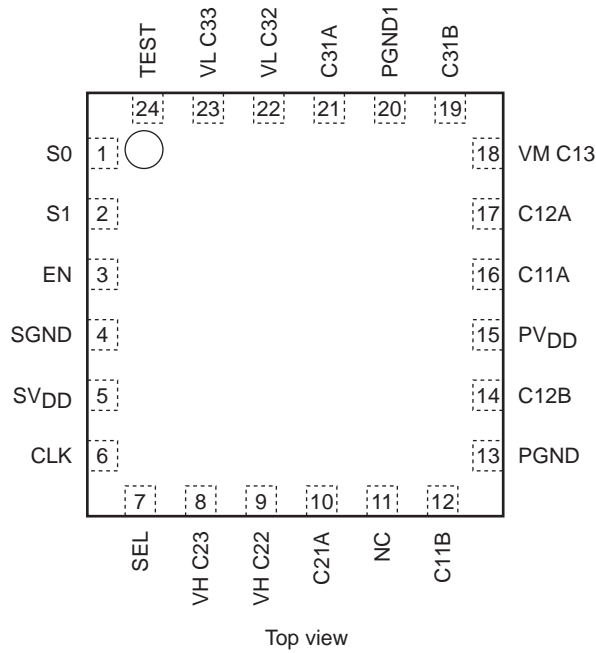 TEST
VL C33
VL C32
C31A
PGND1
C31B
24
23
22
21
20
19
S0 1
18 VM C13
S1 2
17 C12A
EN 3
16 C11A
SGND 4
15 PVDD
SVDD 5
14 C12B
CLK 6
13 PGND
7
8
9
10
11
12
SEL
VH C23
VH C22
C21A
NC
C11B
Top view